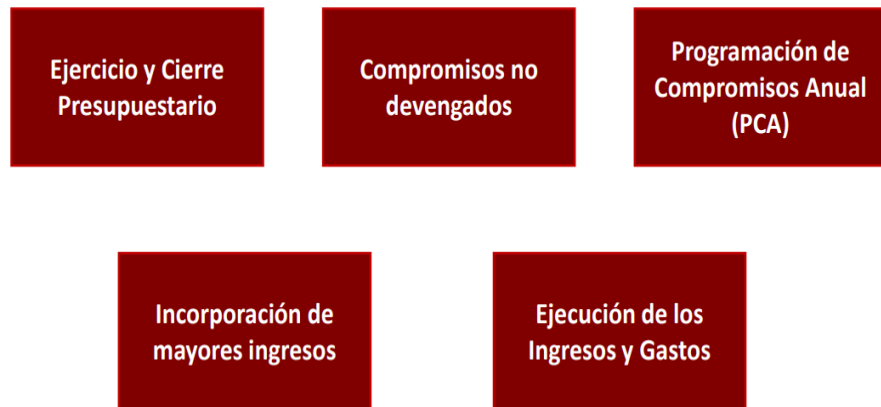 Ejercicio y Cierre
Presupuestario
Compromisos no
devengados
Programación de
Compromisos Anual
(PCA)
Incorporación de
mayores ingresos
Ejecución de los
Ingresos y Gastos